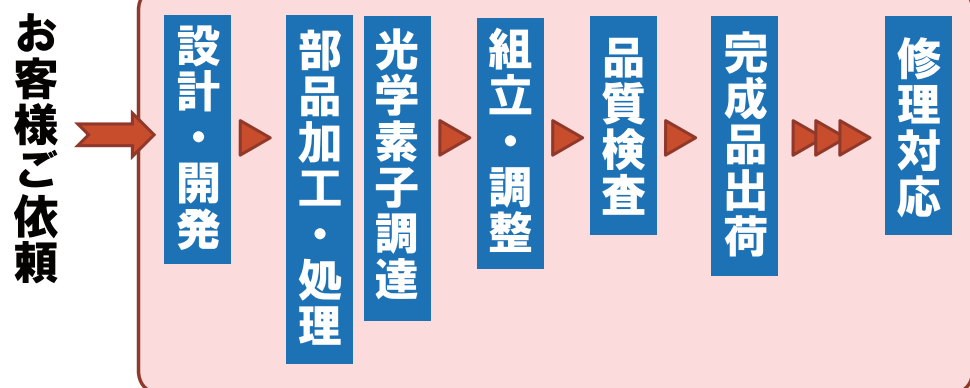 お客様ご依頼
設計・開発
部品加工・処理
光学素子調達
組立・調整
品質検査
完成品出荷
修理対応